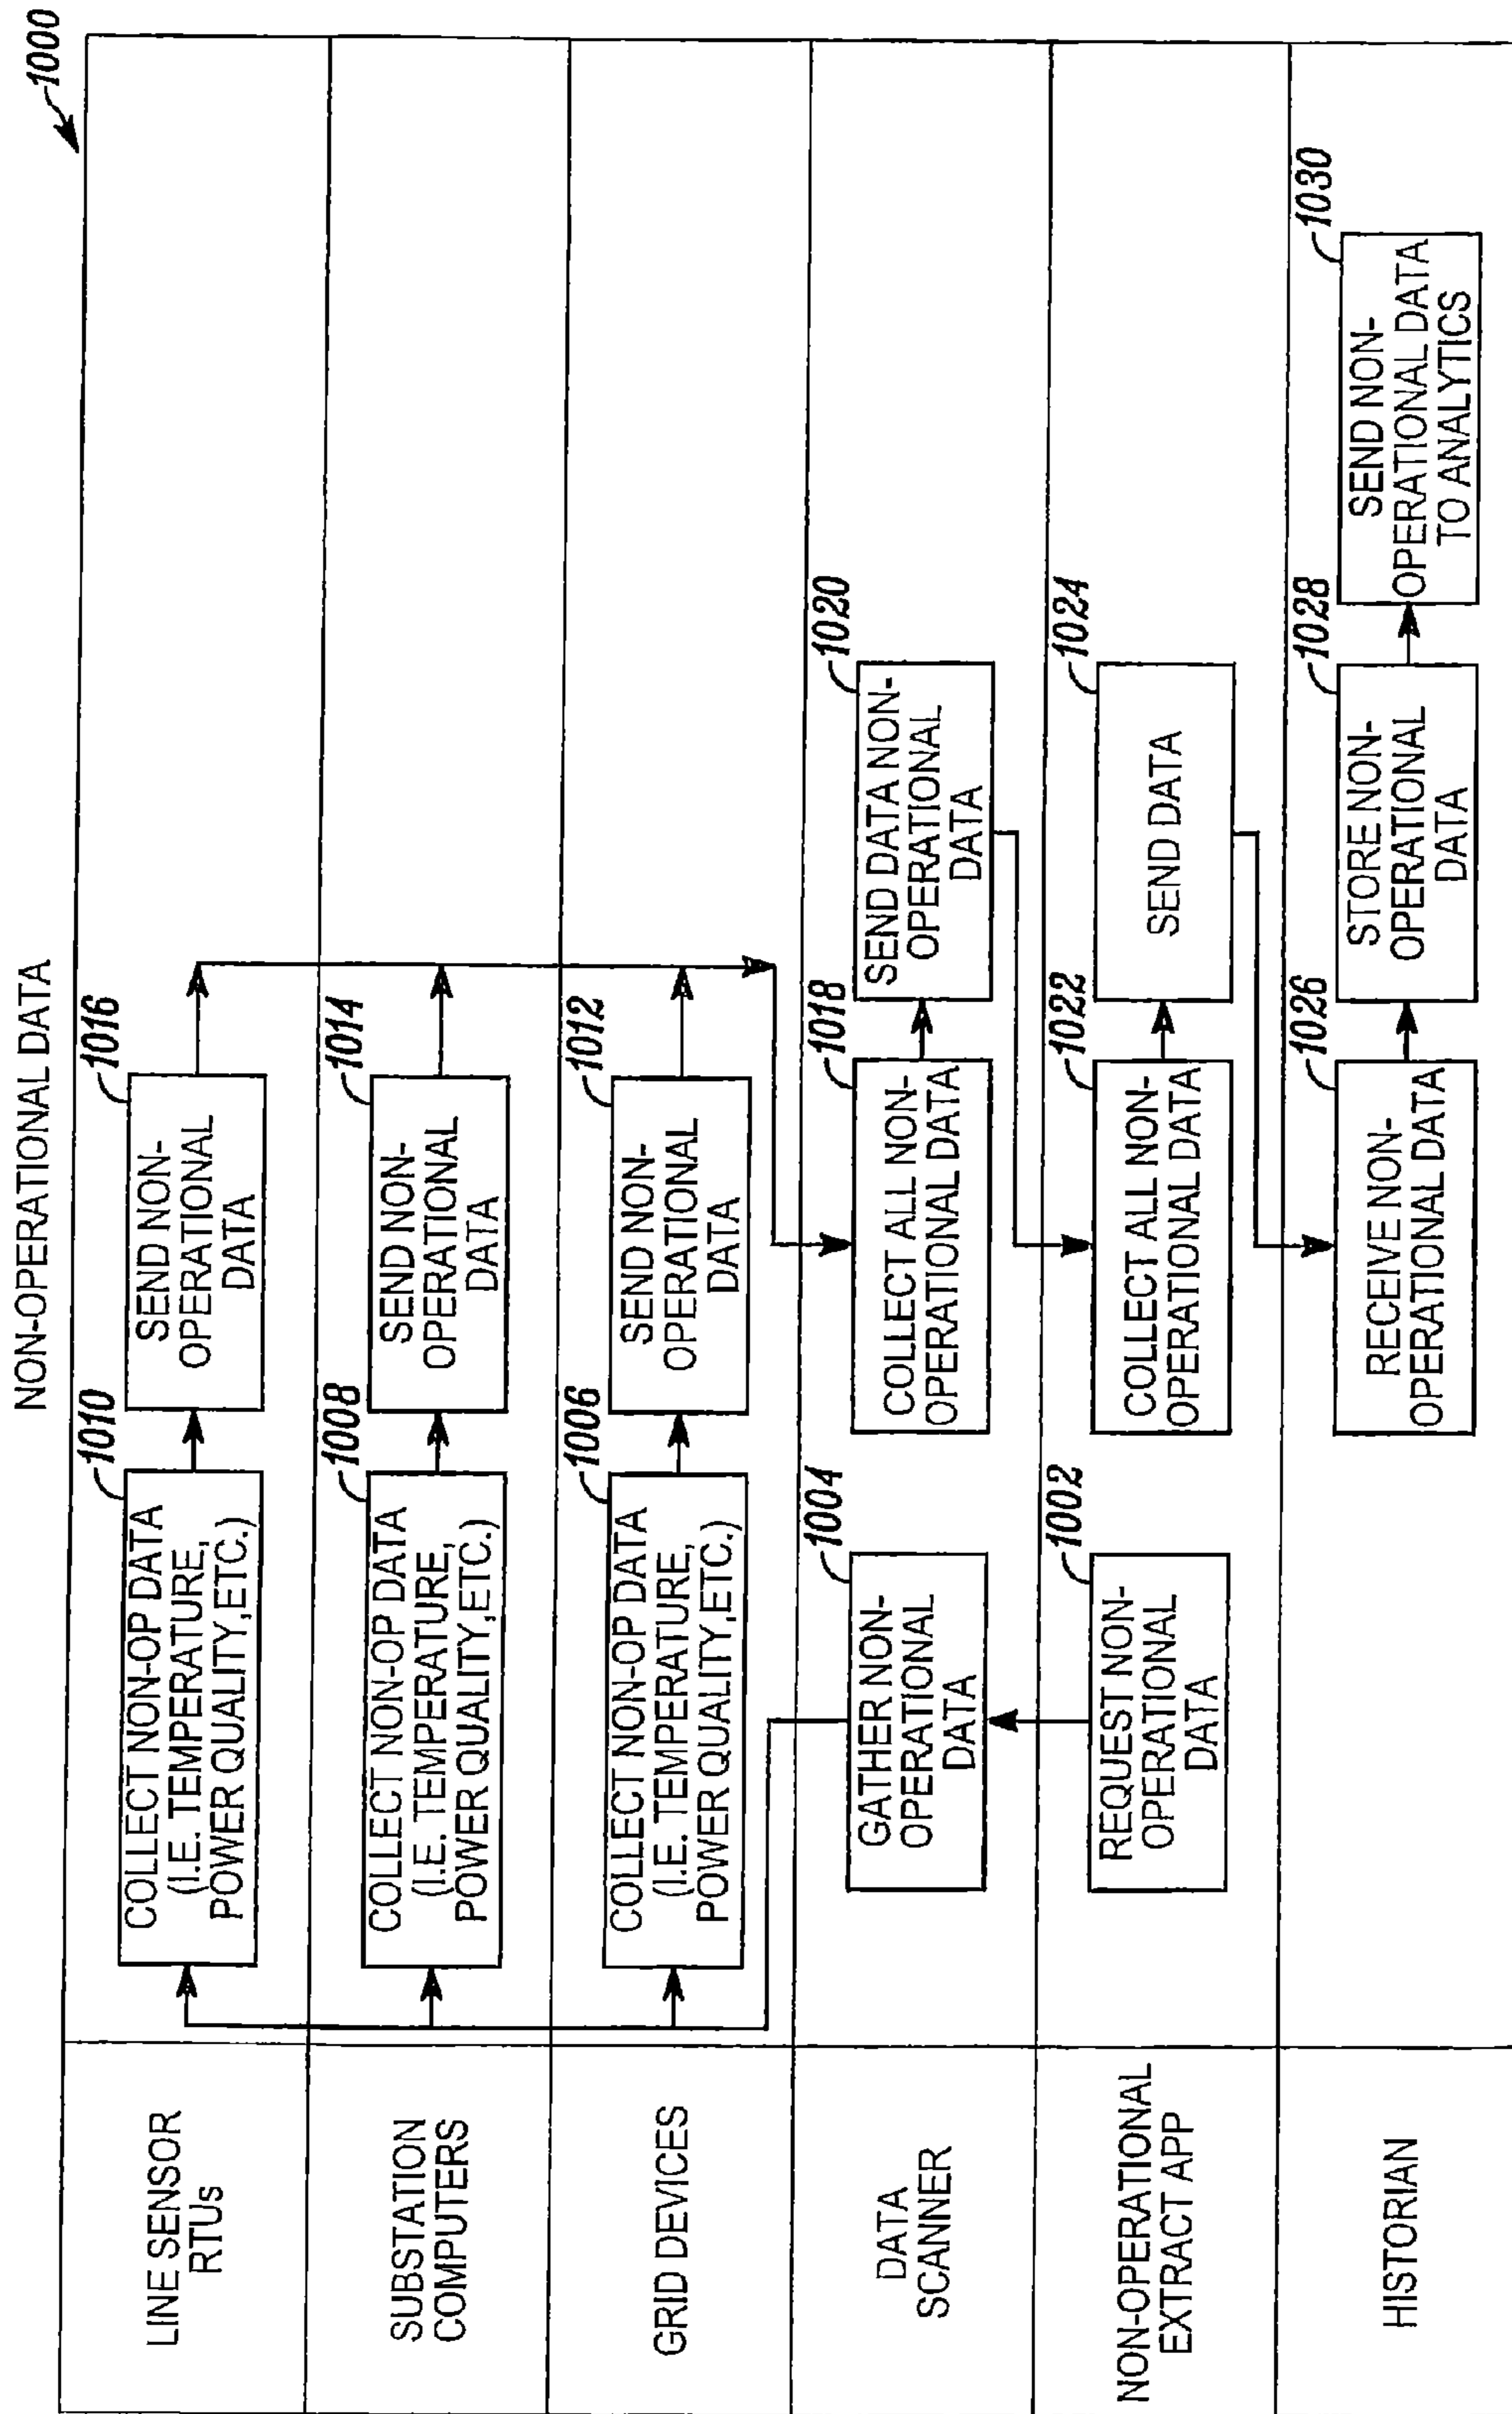 NON-OPERATIONAL DATA
1000
LINE SENSOR
RTUs
1010
COLLECT NON-OP DATA
(I.E. TEMPERATURE,
POWER QUALITY,ETC.)
1016
SEND NON-
OPERATIONAL
DATA
SUBSTATION
COMPUTERS
1008
COLLECT NON-OP DATA
(I.E. TEMPERATURE,
POWER QUALITY,ETC.)
1014
SEND NON-
OPERATIONAL
DATA
GRID DEVICES
1006
COLLECT NON-OP DATA
(I.E. TEMPERATURE,
POWER QUALITY,ETC.)
1012
SEND NON-
OPERATIONAL
DATA
DATA
SCANNER
1004
GATHER NON-
OPERATIONAL
DATA
1018
COLLECT ALL NON-
OPERATIONAL DATA
1020
SEND DATA NON-
OPERATIONAL
DATA
NON-OPERATIONAL
EXTRACT APP
1002
REQUEST NON-
OPERATIONAL
DATA
1022
COLLECT ALL NON-
OPERATIONAL DATA
1024
SEND DATA
HISTORIAN
1026
RECEIVE NON-
OPERATIONAL DATA
1028
STORE NON-
OPERATIONAL
DATA
1030
SEND NON-
OPERATIONAL DATA
TO ANALYTICS